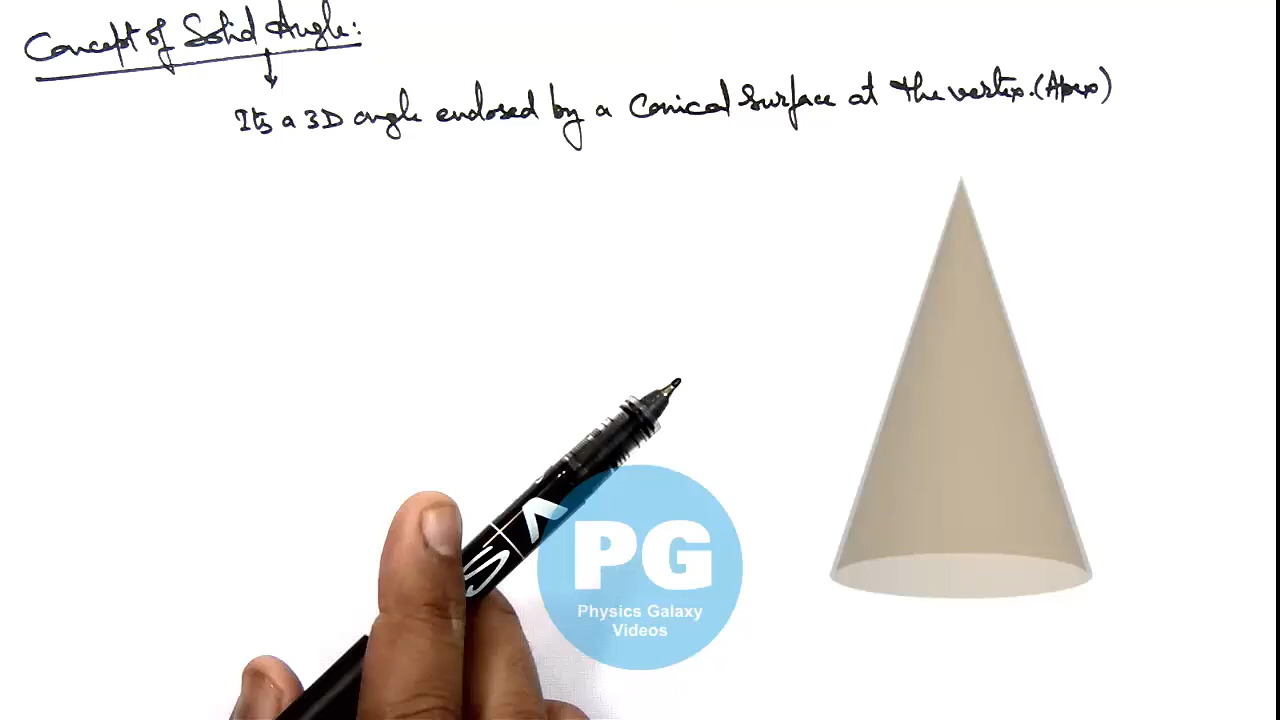 Concept of Solid Angle:
Its a 3D angle enclosed by a Conical Surface at the vertex. (Apex)
PG
Physics Galaxy
Videos